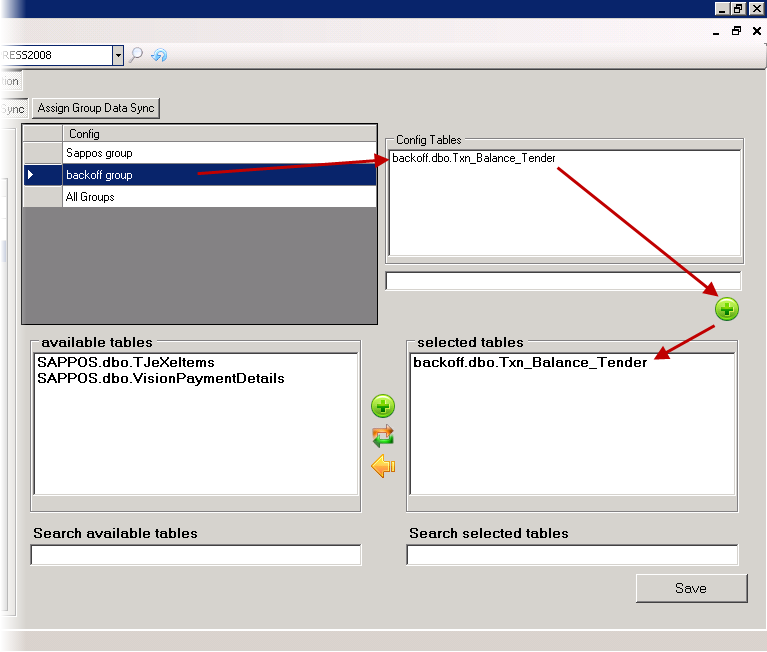 RESS2008
tion
Sync
Assign Group Data Sync
Config
Sappos group
backoff group
All Groups
Config Tables
backoff.dbo.Txn_Balance_Tender
available tables
SAPPOS.dbo.TJeXeItems
SAPPOS.dbo.VisionPaymentDetails
selected tables
backoff.dbo.Txn_Balance_Tender
Search available tables
Search selected tables
Save